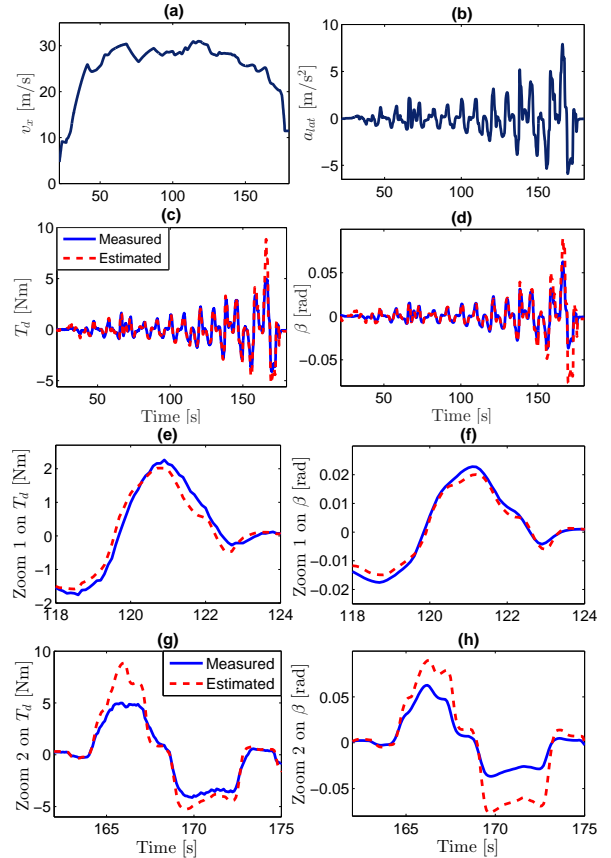 (a)
v_x [m/s]
40
30
20
10
0
50
100
150
(b)
a_{lat} [m/s²]
10
5
0
−5
50
100
150
(c)
Measured
Estimated
T_d [Nm]
10
5
0
−5
50
100
150
Time [s]
(d)
β [rad]
0.05
0
−0.05
50
100
150
Time [s]
(e)
Zoom 1 on T_d [Nm]
2
1
0
−1
−2
118
120
122
124
(f)
Zoom 1 on β [rad]
0.02
0.01
0
−0.01
−0.02
118
120
122
124
(g)
Measured
Estimated
Zoom 2 on T_d [Nm]
10
5
0
−5
165
170
175
Time [s]
(h)
Zoom 2 on β [rad]
0.05
0
−0.05
165
170
175
Time [s]